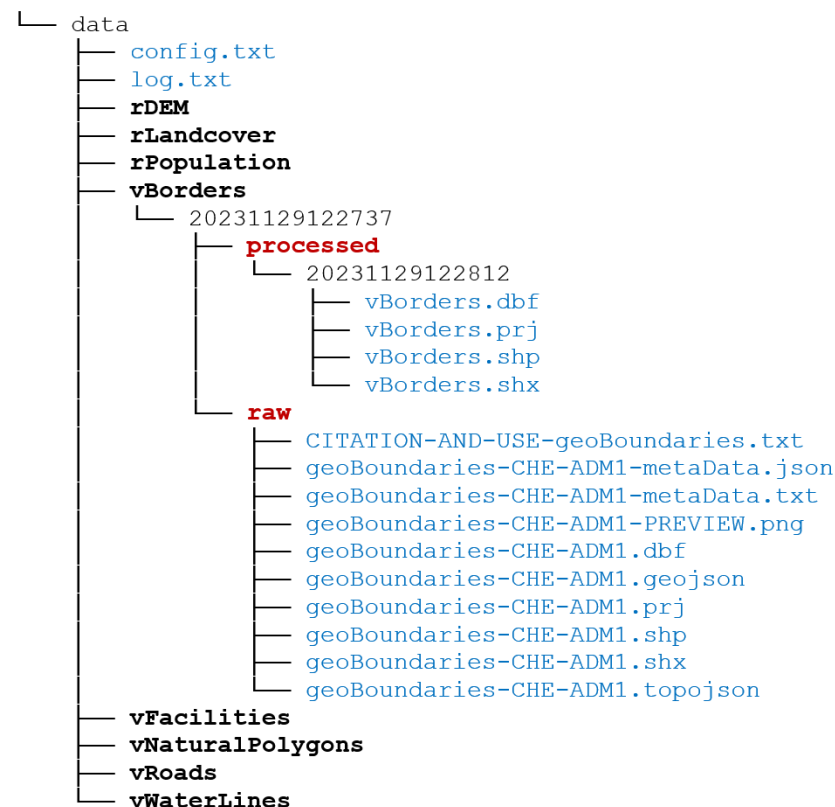 data
config.txt
log.txt
rDEM
rLandcover
rPopulation
vBorders
20231129122737
processed
20231129122812
vBorders.dbf
vBorders.prj
vBorders.shp
vBorders.shx
raw
CITATION-AND-USE-geoBoundaries.txt
geoBoundaries-CHE-ADM1-metaData.json
geoBoundaries-CHE-ADM1-metaData.txt
geoBoundaries-CHE-ADM1-PREVIEW.png
geoBoundaries-CHE-ADM1.dbf
geoBoundaries-CHE-ADM1.geojson
geoBoundaries-CHE-ADM1.prj
geoBoundaries-CHE-ADM1.shp
geoBoundaries-CHE-ADM1.shx
geoBoundaries-CHE-ADM1.topojson
vFacilities
vNaturalPolygons
vRoads
vWaterLines